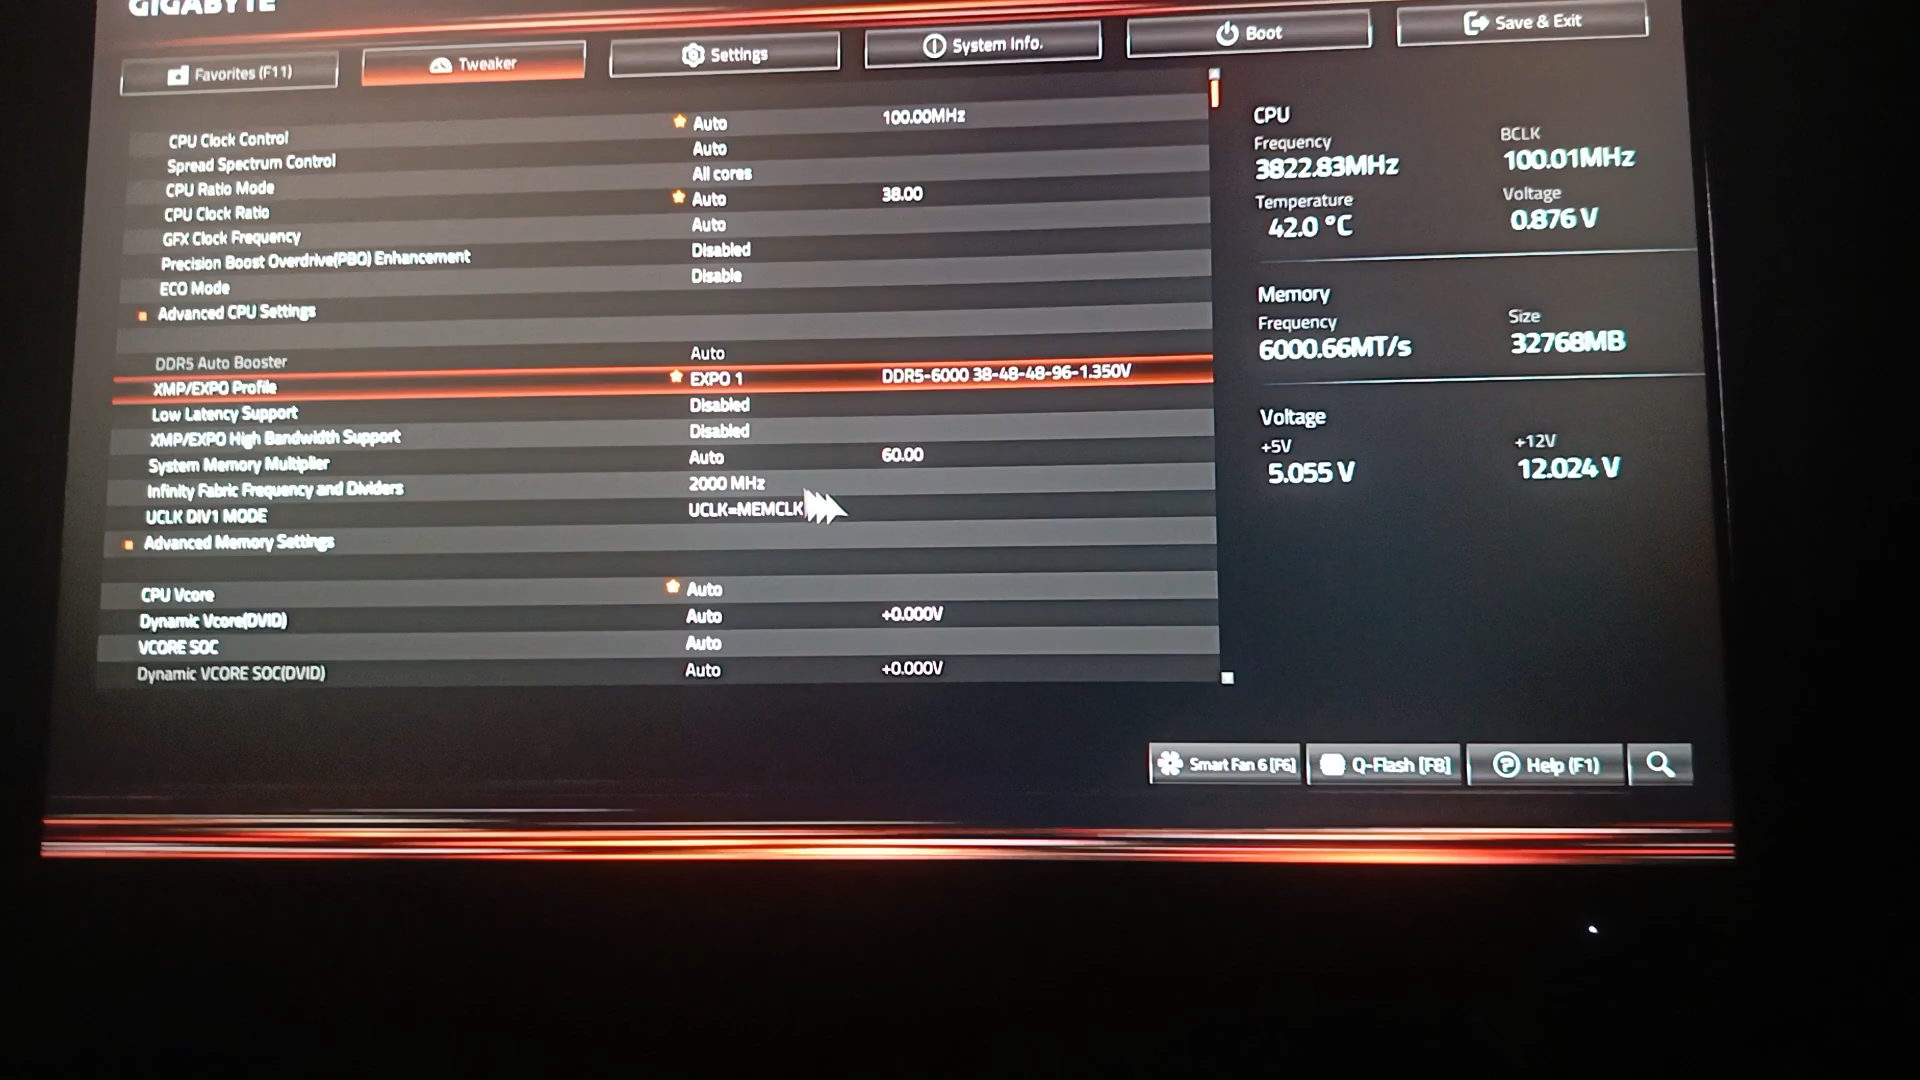 GIGABYTE
Favorites (F11)
Tweaker
Settings
System Info.
Boot
Save & Exit
CPU Clock Control Auto 100.00MHz
Spread Spectrum Control Auto
CPU Ratio Mode All cores
CPU Clock Ratio Auto 38.00
GFX Clock Frequency Auto
Precision Boost Overdrive(PBO) Enhancement Disabled
ECO Mode Disable
Advanced CPU Settings
DDR5 Auto Booster Auto
XMP/EXPO Profile EXPO 1 DDR5-6000 38-48-48-96-1.350V
Low Latency Support Disabled
XMP/EXPO High Bandwidth Support Disabled
System Memory Multiplier Auto 60.00
Infinity Fabric Frequency and Dividers 2000 MHz
UCLK DIV1 MODE UCLK=MEMCLK
Advanced Memory Settings
CPU Vcore Auto
Dynamic Vcore(DVID) Auto +0.000V
VCORE SOC Auto
Dynamic VCORE SOC(DVID) Auto +0.000V
CPU
Frequency BCLK
3822.83MHz 100.01MHz
Temperature Voltage
42.0 °C 0.876 V
Memory
Frequency Size
6000.66MT/s 32768MB
Voltage
+5V +12V
5.055 V 12.024 V
Smart Fan 6 [F6]
Q-Flash [F8]
Help (F1)